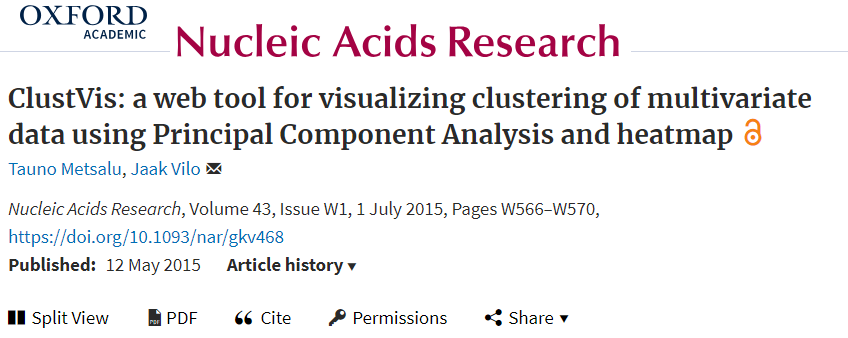 OXFORD
ACADEMIC
Nucleic Acids Research
ClustVis: a web tool for visualizing clustering of multivariate
data using Principal Component Analysis and heatmap
Tauno Metsalu, Jaak Vilo
Nucleic Acids Research, Volume 43, Issue W1, 1 July 2015, Pages W566–W570,
https://doi.org/10.1093/nar/gkv468
Published: 12 May 2015 Article history ▾
Split View PDF Cite Permissions Share ▾